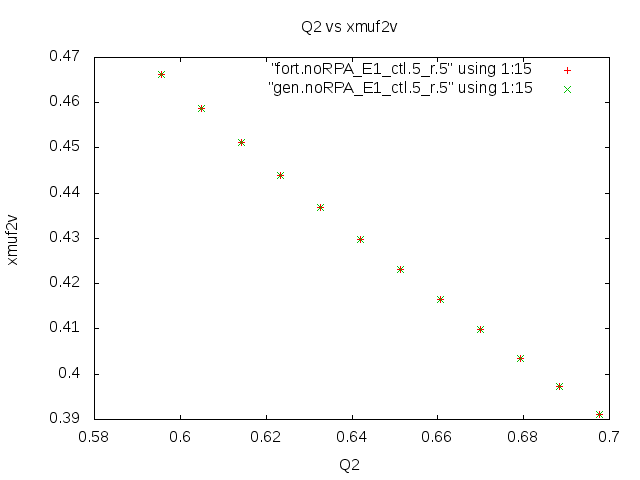 Q2 vs xmuf2v
"fort.noRPA_E1_ctl.5_r.5" using 1:15
"gen.noRPA_E1_ctl.5_r.5" using 1:15
xmuf2v
0.47
0.46
0.45
0.44
0.43
0.42
0.41
0.4
0.39
0.58 0.6 0.62 0.64 0.66 0.68 0.7
Q2